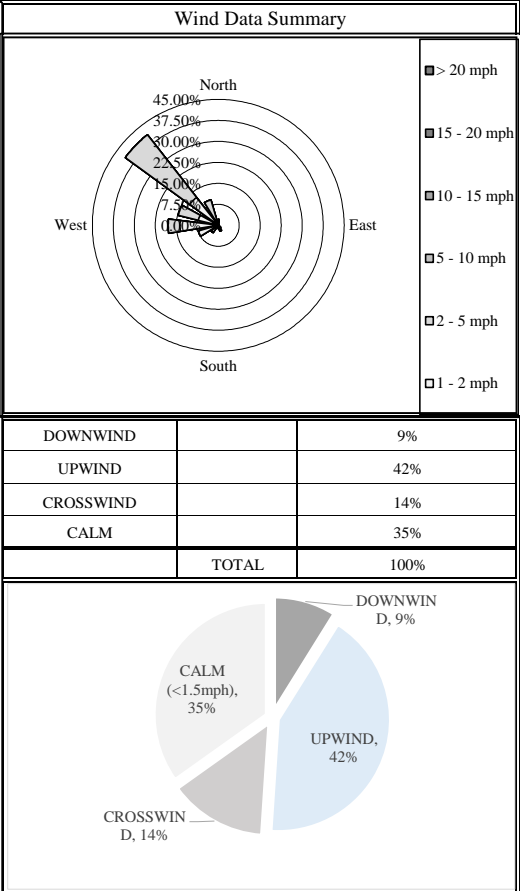 Wind Data Summary
North
45.00%
37.50%
30.00%
22.50%
15.00%
7.50%
0.00%
West
East
South
> 20 mph
15 - 20 mph
10 - 15 mph
5 - 10 mph
2 - 5 mph
1 - 2 mph
DOWNWIND 9%
UPWIND 42%
CROSSWIND 14%
CALM 35%
TOTAL 100%
DOWNWIN
D, 9%
CALM
(<1.5mph),
35%
UPWIND,
42%
CROSSWIN
D, 14%